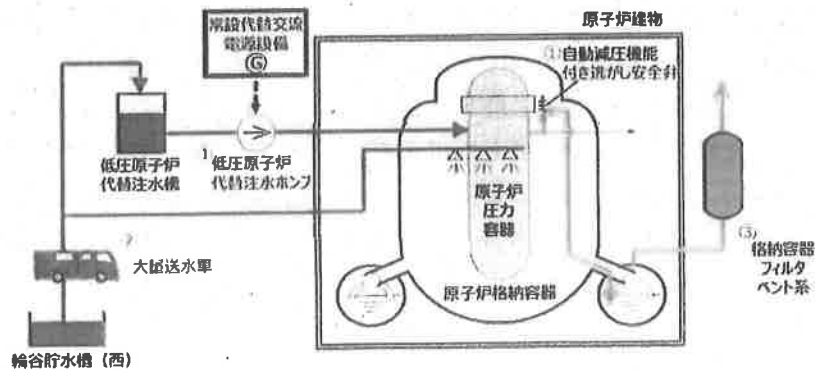 常設代替交流
電源設備
G
原子炉建物
(1)自動減圧機能
付き逃がし安全弁
低圧原子炉
代替注水槽
1)
低圧原子炉
代替注水ポンプ
原子炉
圧力
容器
(3)
格納容器
フィルタ
ベント系
大型送水車
原子炉格納容器
輪谷貯水槽（西）